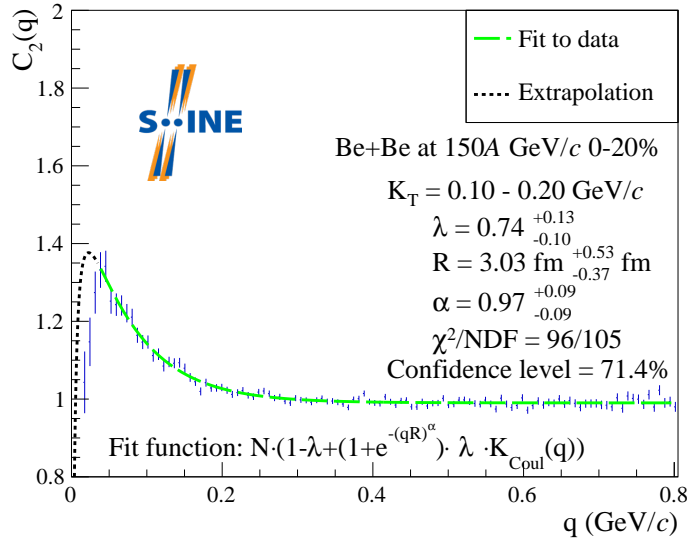 C₂(q)
2
1.8
1.6
1.4
1.2
1
0.8
S••INE
Fit to data
Extrapolation
Be+Be at 150A GeV/c 0-20%
K_T = 0.10 - 0.20 GeV/c
λ = 0.74 +0.13 -0.10
R = 3.03 fm +0.53 -0.37 fm
α = 0.97 +0.09 -0.09
χ²/NDF = 96/105
Confidence level = 71.4%
Fit function: N·(1-λ+(1+e^{-(qR)^α})· λ ·K_Coul(q))
0 0.2 0.4 0.6 0.8
q (GeV/c)